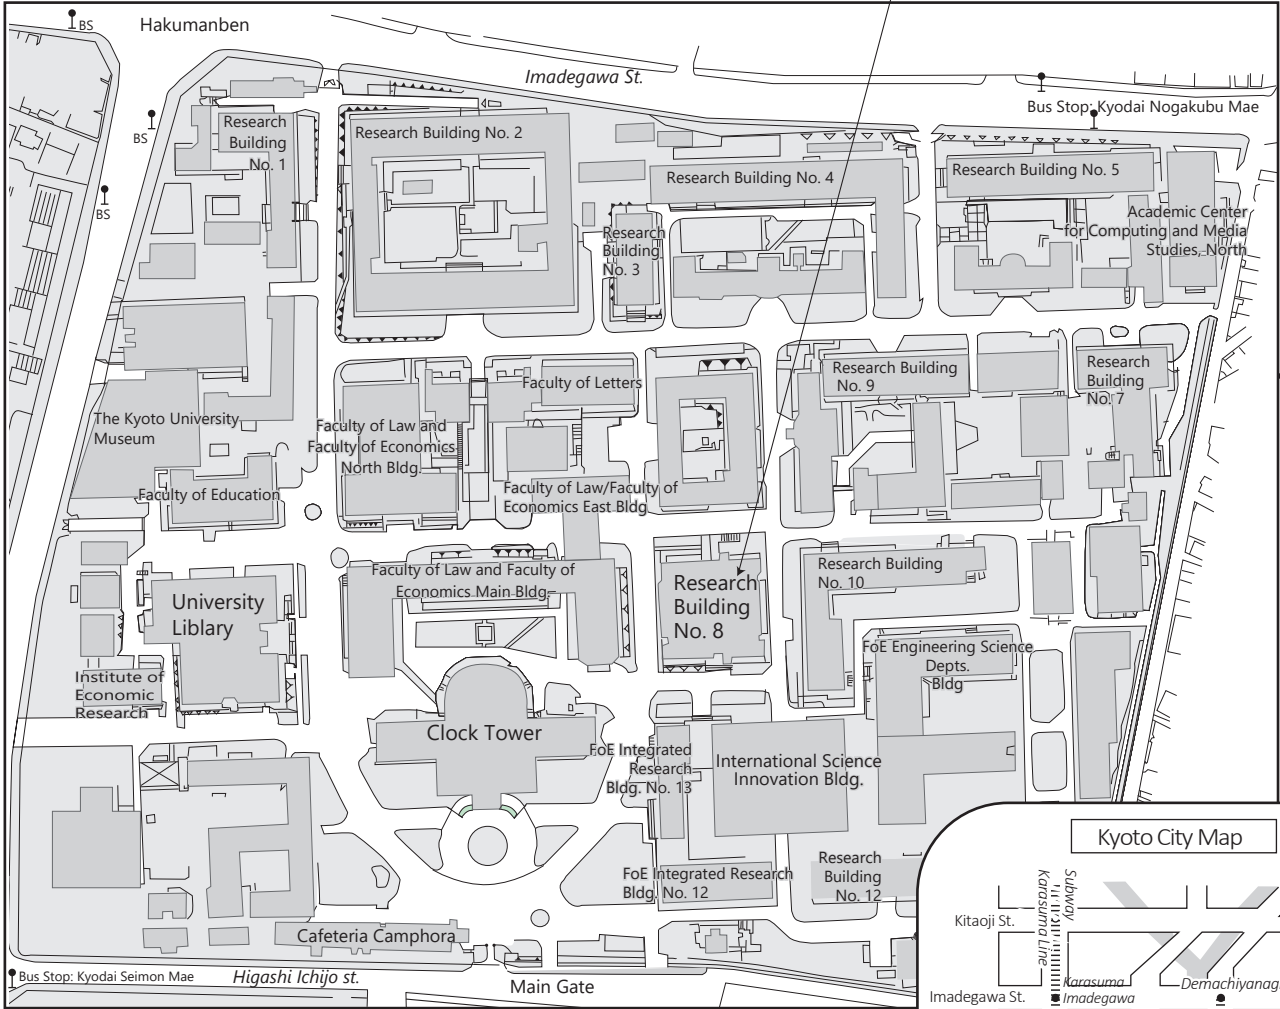 BS
Hakumanben
Imadegawa St.
Bus Stop: Kyodai Nogakubu Mae
BS
BS
Research
Building
No. 1
Research Building No. 2
Research Building No. 4
Research Building No. 5
Research
Building
No. 3
Academic Center
for Computing and Media
Studies, North
Research Building
No. 9
Research
Building
No. 7
Faculty of Letters
The Kyoto University
Museum
Faculty of Law and
Faculty of Economics
North Bldg.
Faculty of Education
Faculty of Law/Faculty of
Economics East Bldg.
Faculty of Law and Faculty of
Economics Main Bldg.
Research
Building
No. 8
Research Building
No. 10
University
Library
FoE Engineering Science
Depts.
Bldg
Institute of
Economic
Research
Clock Tower
FoE Integrated
Research
Bldg. No. 13
International Science
Innovation Bldg.
FoE Integrated Research
Bldg. No. 12
Research
Building
No. 12
Cafeteria Camphora
Bus Stop: Kyodai Seimon Mae
Higashi Ichijo st.
Main Gate
Kyoto City Map
Subway
Karasuma Line
Kitaoji St.
Imadegawa St.
Karasuma
Imadegawa
Demachiyanagi